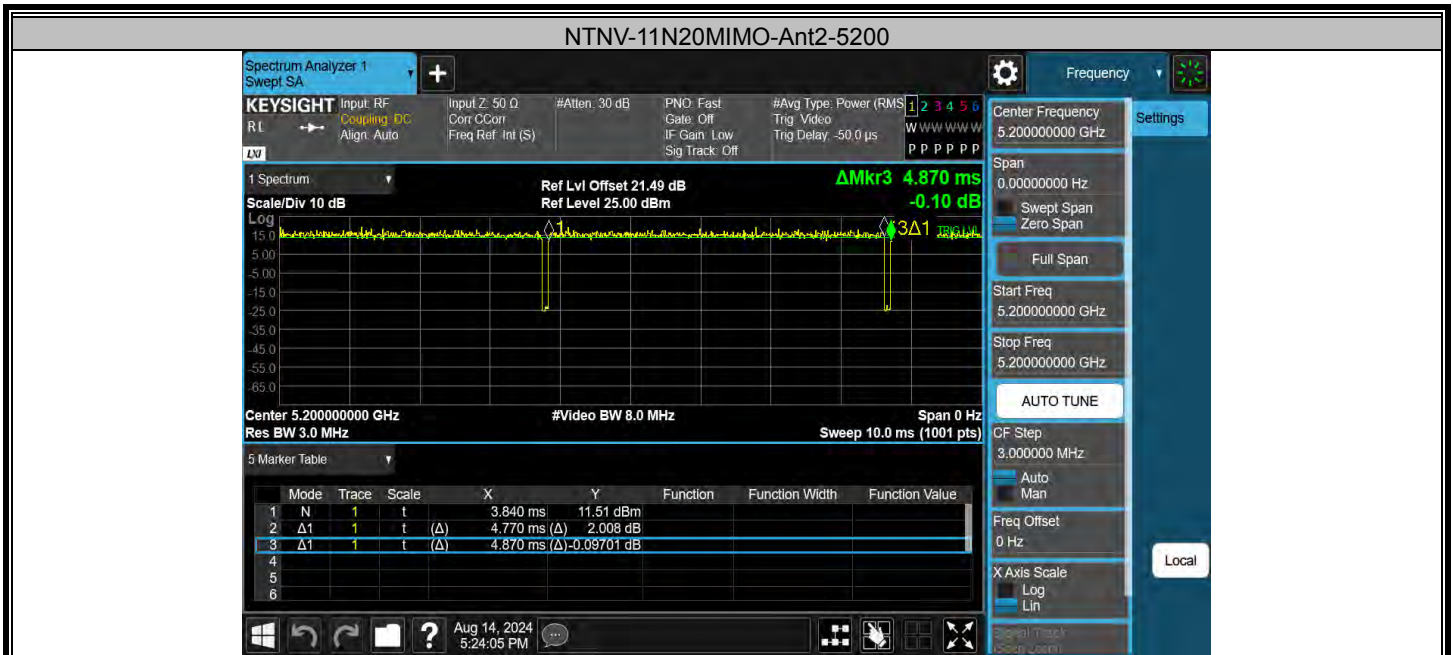 NTNV-11N20MIMO-Ant2-5200
Spectrum Analyzer 1
Swept SA
+
Frequency
KEYSIGHT
RL
LXI
Input: RF
Coupling: DC
Align: Auto
Input Z: 50 Ω
Corr CCorr
Freq Ref: Int (S)
#Atten: 30 dB
PNO: Fast
Gate: Off
IF Gain: Low
Sig Track: Off
#Avg Type: Power (RMS
Trig: Video
Trig Delay: -50.0 µs
1 2 3 4 5 6
W W W W W W
P P P P P P
1 Spectrum
Scale/Div 10 dB
Ref Lvl Offset 21.49 dB
Ref Level 25.00 dBm
ΔMkr3 4.870 ms
-0.10 dB
Log
15.0
5.00
-5.00
-15.0
-25.0
-35.0
-45.0
-55.0
-65.0
1
3Δ1
TRIG LVL
Center 5.200000000 GHz
#Video BW 8.0 MHz
Span 0 Hz
Res BW 3.0 MHz
Sweep 10.0 ms (1001 pts)
5 Marker Table
Mode Trace Scale X Y Function Function Width Function Value
1 N 1 t 3.840 ms 11.51 dBm
2 Δ1 1 t (Δ) 4.770 ms (Δ) 2.008 dB
3 Δ1 1 t (Δ) 4.870 ms (Δ) -0.09701 dB
4
5
6
Aug 14, 2024
5:24:05 PM
Center Frequency
5.200000000 GHz
Span
0.00000000 Hz
Swept Span
Zero Span
Full Span
Start Freq
5.200000000 GHz
Stop Freq
5.200000000 GHz
AUTO TUNE
CF Step
3.000000 MHz
Auto
Man
Freq Offset
0 Hz
X Axis Scale
Log
Lin
Signal Track
(Span Zoom)
Settings
Local